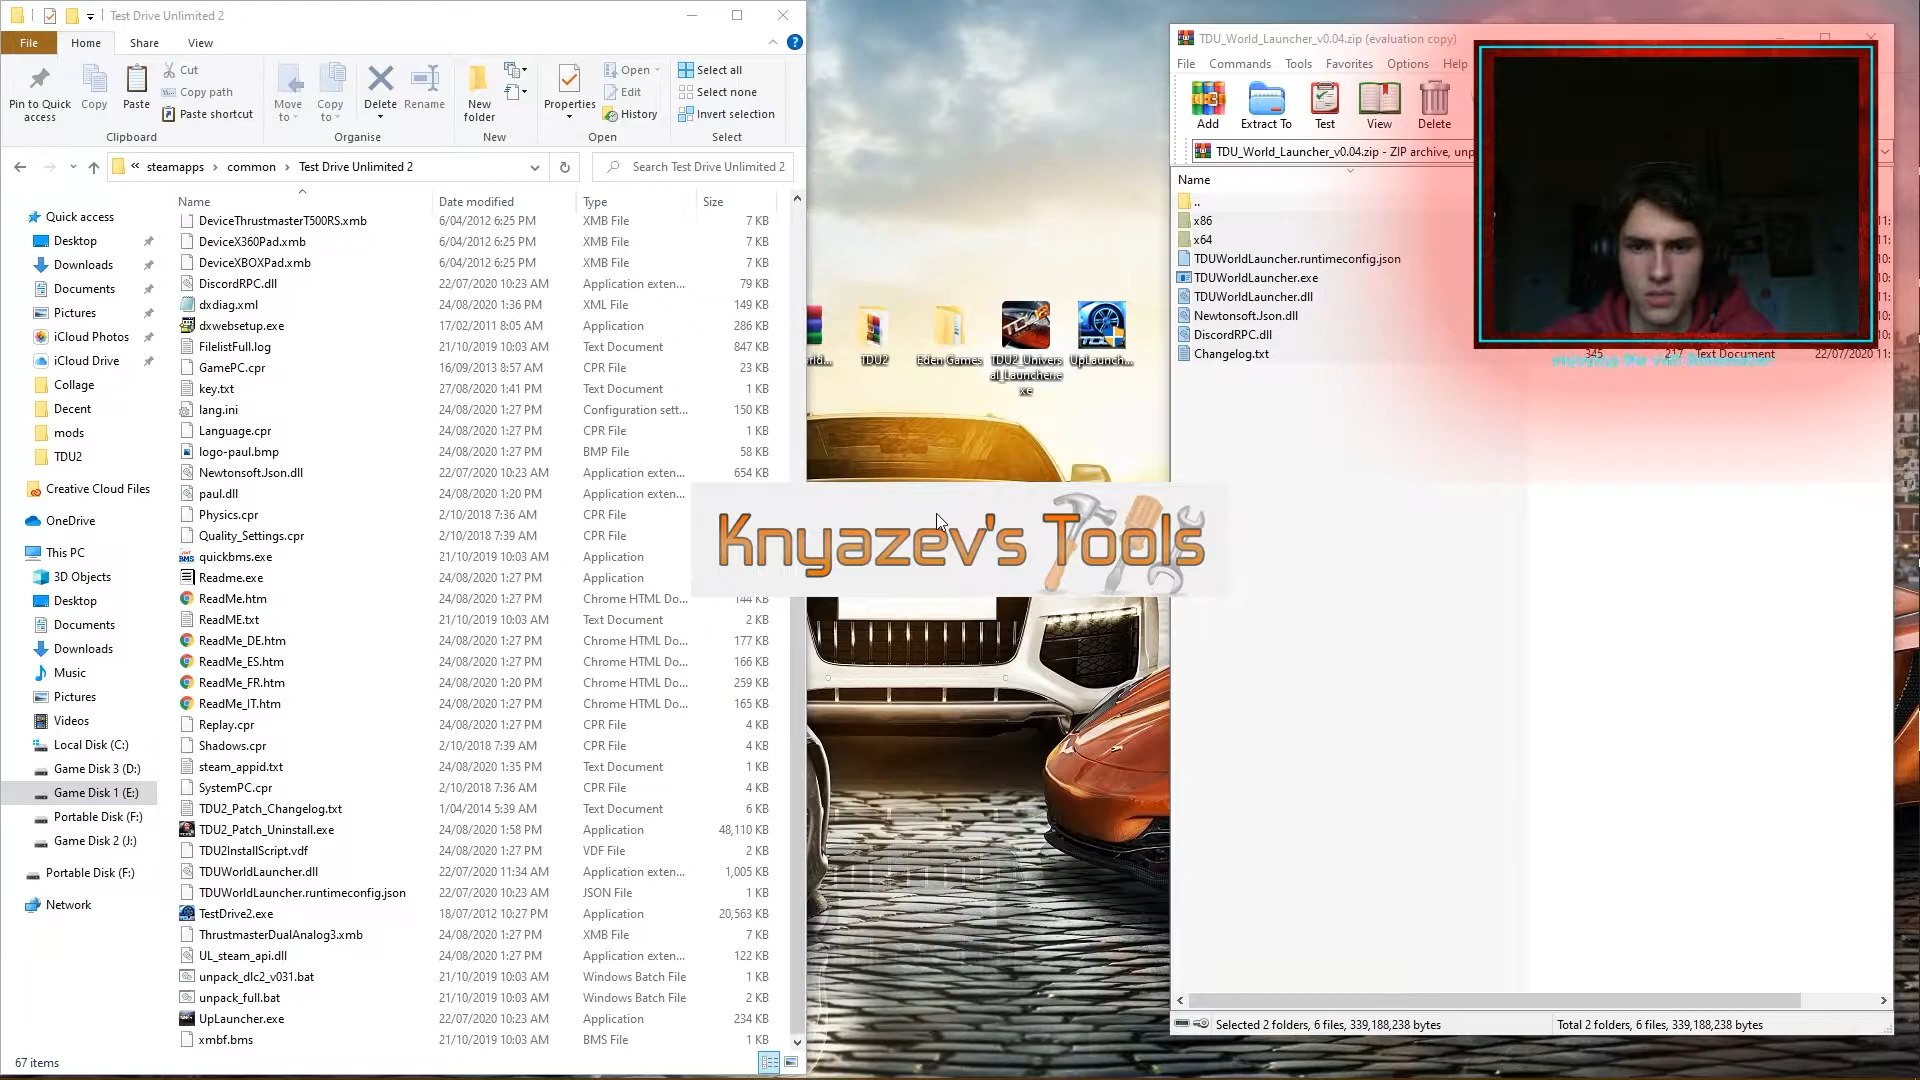 Test Drive Unlimited 2
File
Home
Share
View
Pin to Quick access
Copy
Paste
Cut
Copy path
Paste shortcut
Clipboard
Move to
Copy to
Delete
Rename
Organise
New folder
New
Properties
Open
Edit
History
Open
Select all
Select none
Invert selection
Select
« steamapps › common › Test Drive Unlimited 2
Search Test Drive Unlimited 2
Quick access
Desktop
Downloads
Documents
Pictures
iCloud Photos
iCloud Drive
Collage
Decent
mods
TDU2
Creative Cloud Files
OneDrive
This PC
3D Objects
Desktop
Documents
Downloads
Music
Pictures
Videos
Local Disk (C:)
Game Disk 3 (D:)
Game Disk 1 (E:)
Portable Disk (F:)
Game Disk 2 (J:)
Portable Disk (F:)
Network
Name Date modified Type Size
DeviceThrustmasterT500RS.xmb 6/04/2012 6:25 PM XMB File 7 KB
DeviceX360Pad.xmb 6/04/2012 6:25 PM XMB File 7 KB
DeviceXBOXPad.xmb 6/04/2012 6:25 PM XMB File 7 KB
DiscordRPC.dll 22/07/2020 10:23 AM Application exten... 79 KB
dxdiag.xml 24/08/2020 1:36 PM XML File 149 KB
dxwebsetup.exe 17/02/2011 8:05 AM Application 286 KB
FilelistFull.log 21/10/2019 10:03 AM Text Document 847 KB
GamePC.cpr 16/09/2013 8:57 AM CPR File 23 KB
key.txt 27/08/2020 1:41 PM Text Document 1 KB
lang.ini 24/08/2020 1:27 PM Configuration sett... 150 KB
Language.cpr 24/08/2020 1:27 PM CPR File 1 KB
logo-paul.bmp 24/08/2020 1:27 PM BMP File 58 KB
Newtonsoft.Json.dll 22/07/2020 10:23 AM Application exten... 654 KB
paul.dll 24/08/2020 1:20 PM Application exten...
Physics.cpr 2/10/2018 7:36 AM CPR File
Quality_Settings.cpr 2/10/2018 7:39 AM CPR File
quickbms.exe 21/10/2019 10:03 AM Application
Readme.exe 24/08/2020 1:27 PM Application
ReadMe.htm 24/08/2020 1:27 PM Chrome HTML Do... 144 KB
ReadME.txt 21/10/2019 10:03 AM Text Document 2 KB
ReadMe_DE.htm 24/08/2020 1:27 PM Chrome HTML Do... 177 KB
ReadMe_ES.htm 24/08/2020 1:27 PM Chrome HTML Do... 166 KB
ReadMe_FR.htm 24/08/2020 1:20 PM Chrome HTML Do... 259 KB
ReadMe_IT.htm 24/08/2020 1:27 PM Chrome HTML Do... 165 KB
Replay.cpr 24/08/2020 1:27 PM CPR File 4 KB
Shadows.cpr 2/10/2018 7:39 AM CPR File 4 KB
steam_appid.txt 24/08/2020 1:35 PM Text Document 1 KB
SystemPC.cpr 2/10/2018 7:36 AM CPR File 4 KB
TDU2_Patch_Changelog.txt 1/04/2014 5:39 AM Text Document 6 KB
TDU2_Patch_Uninstall.exe 24/08/2020 1:58 PM Application 48,110 KB
TDU2InstallScript.vdf 24/08/2020 1:27 PM VDF File 2 KB
TDUWorldLauncher.dll 22/07/2020 11:34 AM Application exten... 1,005 KB
TDUWorldLauncher.runtimeconfig.json 22/07/2020 10:23 AM JSON File 1 KB
TestDrive2.exe 18/07/2012 10:27 PM Application 20,563 KB
ThrustmasterDualAnalog3.xmb 24/08/2020 1:27 PM XMB File 7 KB
UL_steam_api.dll 24/08/2020 1:27 PM Application exten... 122 KB
unpack_dlc2_v031.bat 21/10/2019 10:03 AM Windows Batch File 1 KB
unpack_full.bat 21/10/2019 10:03 AM Windows Batch File 2 KB
UpLauncher.exe 22/07/2020 10:23 AM Application 234 KB
xmbf.bms 21/10/2019 10:03 AM BMS File 1 KB
67 items
TDU2
Eden Games
TDU2_Univers
al_Launcher.e
xe
UpLaunch...
Knyazev's Tools
TDU_World_Launcher_v0.04.zip (evaluation copy)
File Commands Tools Favorites Options Help
Add
Extract To
Test
View
Delete
TDU_World_Launcher_v0.04.zip - ZIP archive, unp
Name
..
x86 11:
x64 11:
TDUWorldLauncher.runtimeconfig.json 10:
TDUWorldLauncher.exe 10:
TDUWorldLauncher.dll 11:
Newtonsoft.Json.dll 10:
DiscordRPC.dll 10:
Changelog.txt 345 217 Text Document 22/07/2020 11:
Selected 2 folders, 6 files, 339,188,238 bytes
Total 2 folders, 6 files, 339,188,238 bytes